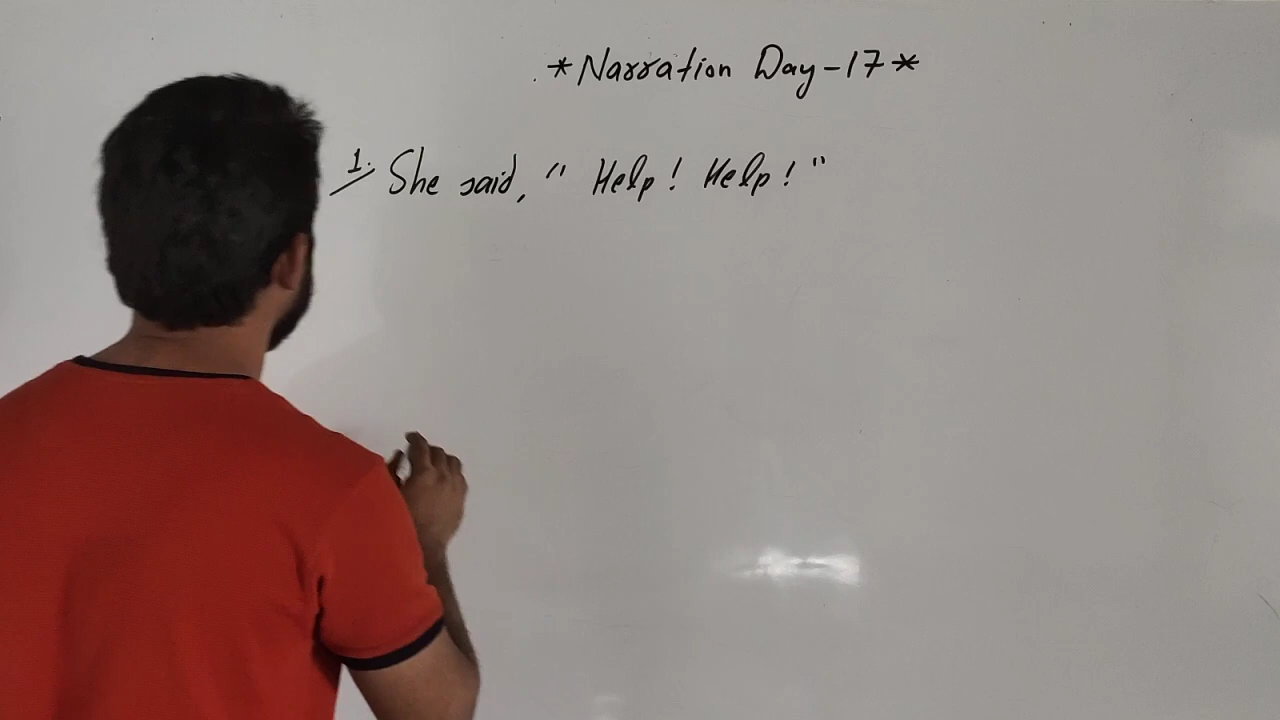 *Narration Day-17*
1. She said, " Help! Help! "